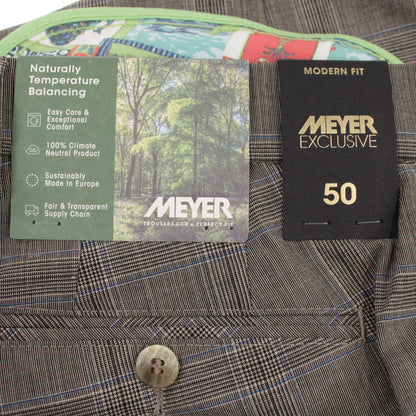 Naturally
Temperature
Balancing
Easy Care &
Exceptional
Comfort
100% Climate
Neutral Product
Sustainably
Made In Europe
Fair & Transparent
Supply Chain
MEYER
TROUSERS FOR A PERFECT FIT
MODERN FIT
MEYER
EXCLUSIVE
50